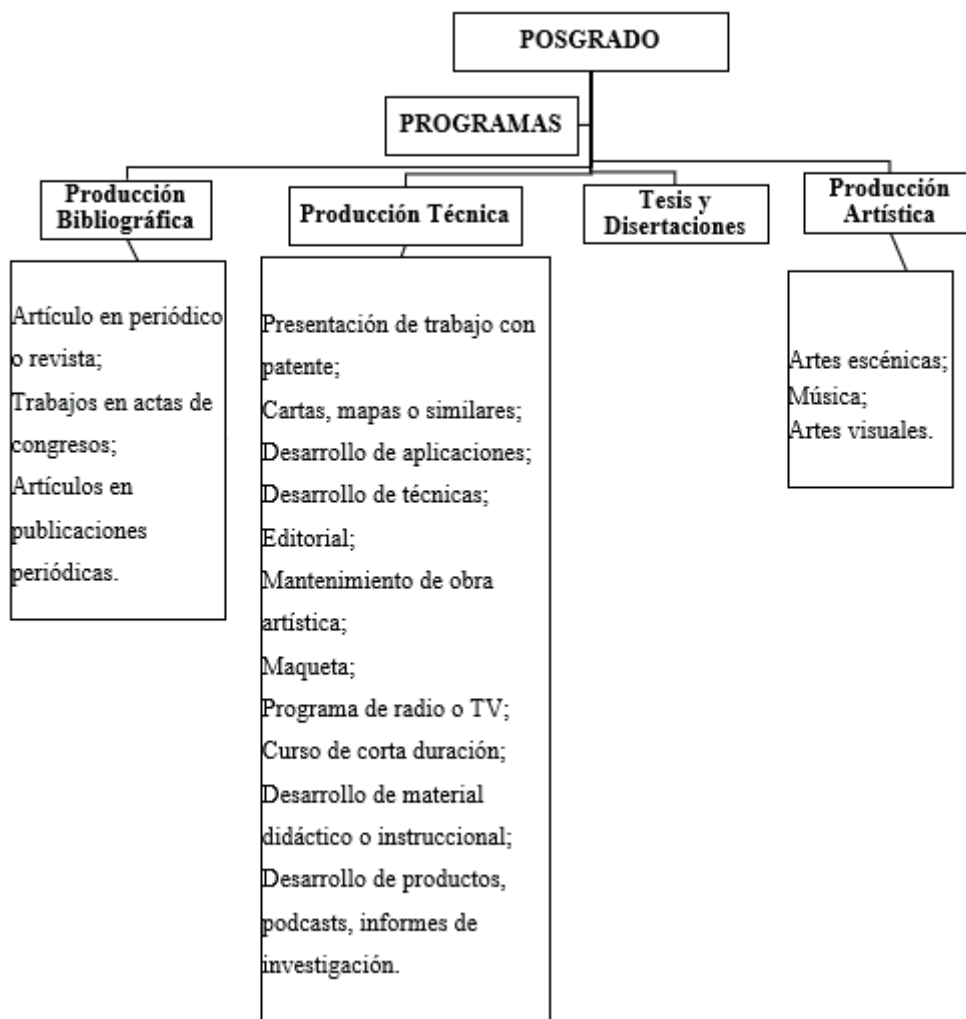 POSGRADO
PROGRAMAS
Producción
Bibliográfica
Producción Técnica
Tesis y
Disertaciones
Producción
Artística
Artículo en periódico
o revista;
Trabajos en actas de
congresos;
Artículos en
publicaciones
periódicas.
Presentación de trabajo con
patente;
Cartas, mapas o similares;
Desarrollo de aplicaciones;
Desarrollo de técnicas;
Editorial;
Mantenimiento de obra
artística;
Maqueta;
Programa de radio o TV;
Curso de corta duración;
Desarrollo de material
didáctico o instruccional;
Desarrollo de productos,
podcasts, informes de
investigación.
Artes escénicas;
Música;
Artes visuales.